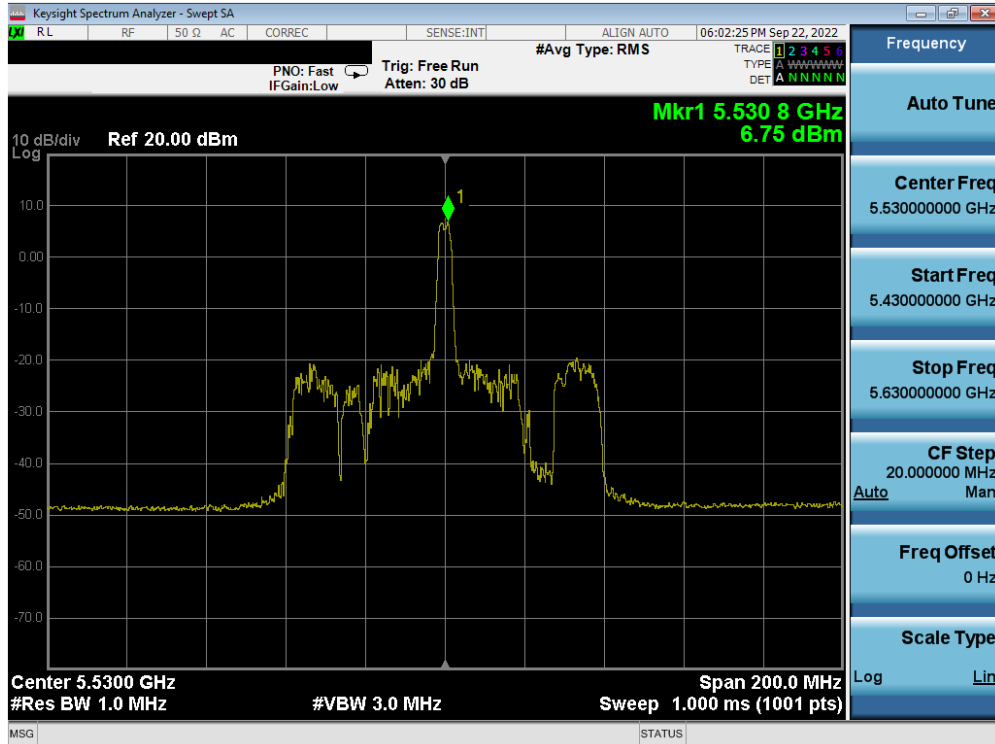 Keysight Spectrum Analyzer - Swept SA
LXI RL RF 50 Ω AC CORREC SENSE:INT ALIGN AUTO 06:02:25 PM Sep 22, 2022
#Avg Type: RMS
TRACE 1 2 3 4 5 6
TYPE A WWWWW
DET A N N N N N
PNO: Fast
IFGain:Low
Trig: Free Run
Atten: 30 dB
Frequency
Mkr1 5.530 8 GHz
6.75 dBm
10 dB/div Ref 20.00 dBm
Log
1
10.0
0.00
-10.0
-20.0
-30.0
-40.0
-50.0
-60.0
-70.0
Center 5.5300 GHz Span 200.0 MHz
#Res BW 1.0 MHz #VBW 3.0 MHz Sweep 1.000 ms (1001 pts)
Auto Tune
Center Freq
5.530000000 GHz
Start Freq
5.430000000 GHz
Stop Freq
5.630000000 GHz
CF Step
20.000000 MHz
Auto Man
Freq Offset
0 Hz
Scale Type
Log Lin
MSG STATUS